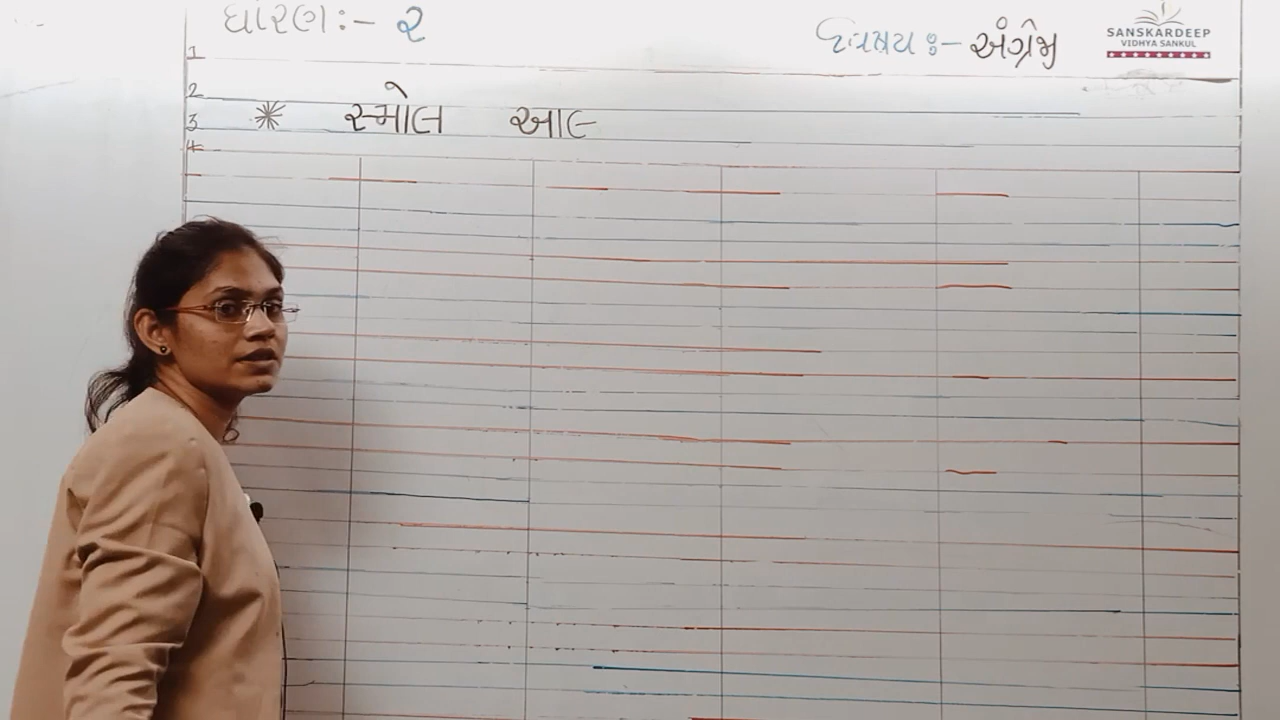 ધોરણ :- ૨
વિષય :- અંગ્રેજી
SANSKARDEEP
VIDHYA SANKUL
1
2
3
4
* સ્મોલ આલ્